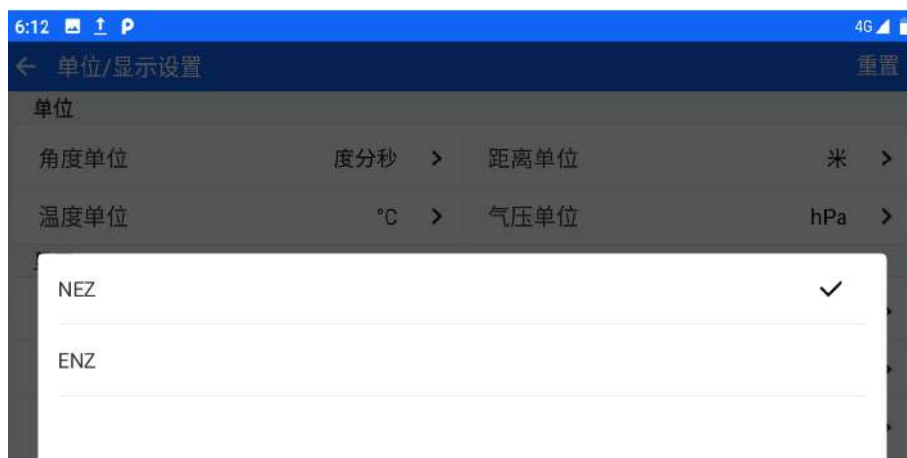 6:12 4G
单位/显示设置 重置
单位
角度单位 度分秒 距离单位 米
温度单位 °C 气压单位 hPa
NEZ
ENZ